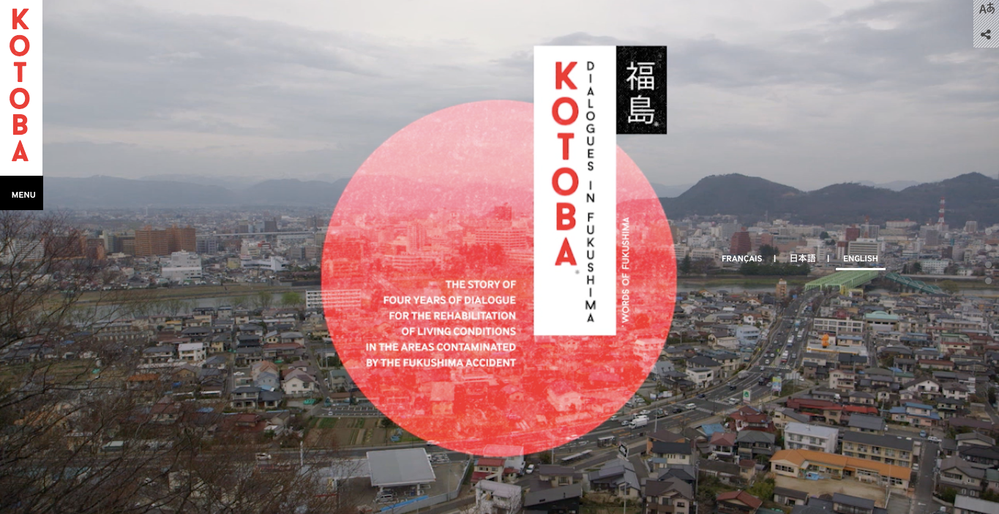 KOTOBA
MENU
Aあ
KOTOBA
DIALOGUES IN FUKUSHIMA
福島
WORDS OF FUKUSHIMA
THE STORY OF
FOUR YEARS OF DIALOGUE
FOR THE REHABILITATION
OF LIVING CONDITIONS
IN THE AREAS CONTAMINATED
BY THE FUKUSHIMA ACCIDENT
FRANÇAIS | 日本語 | ENGLISH